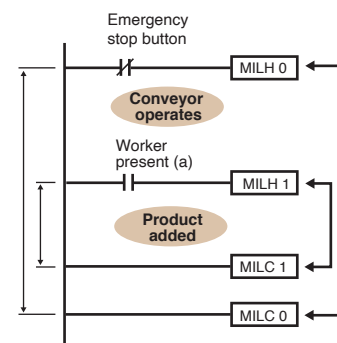 Emergency
stop button
MILH 0
Conveyor
operates
Worker
present (a)
MILH 1
Product
added
MILC 1
MILC 0